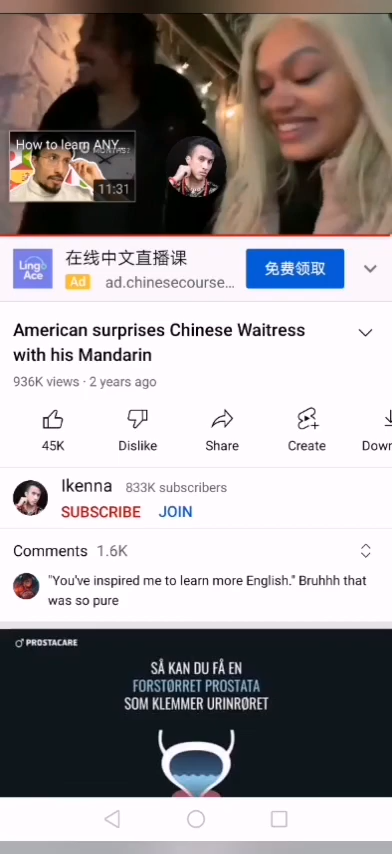 How to learn ANY...
11:31
Ling
Ace
在线中文直播课
Ad ad.chinesecourse...
免费领取
American surprises Chinese Waitress
with his Mandarin
936K views · 2 years ago
45K
Dislike
Share
Create
Down
Ikenna 833K subscribers
SUBSCRIBE JOIN
Comments 1.6K
"You've inspired me to learn more English." Bruhhh that
was so pure
PROSTACARE
SÅ KAN DU FÅ EN
FORSTØRRET PROSTATA
SOM KLEMMER URINRØRET